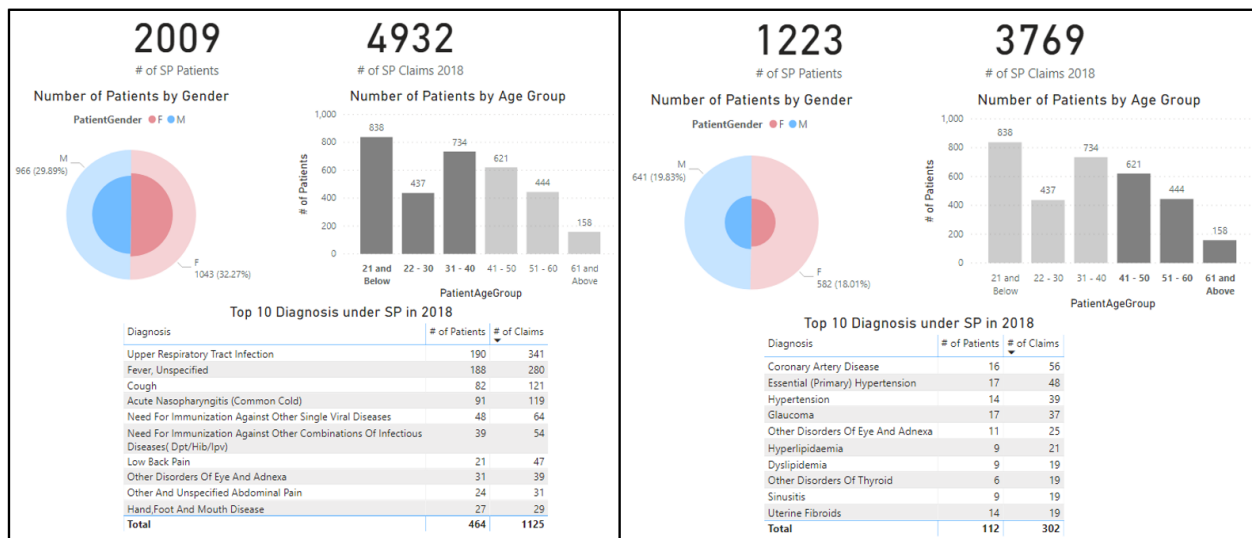 2009
4932
# of SP Patients
# of SP Claims 2018
Number of Patients by Gender
PatientGender F M
M
966 (29.89%)
F
1043 (32.27%)
Number of Patients by Age Group
# of Patients
1,000
800
600
400
200
0
838
437
734
621
444
158
21 and Below
22 - 30
31 - 40
41 - 50
51 - 60
61 and Above
PatientAgeGroup
Top 10 Diagnosis under SP in 2018
Diagnosis # of Patients # of Claims
Upper Respiratory Tract Infection 190 341
Fever, Unspecified 188 280
Cough 82 121
Acute Nasopharyngitis (Common Cold) 91 119
Need For Immunization Against Other Single Viral Diseases 48 64
Need For Immunization Against Other Combinations Of Infectious 39 54
Diseases( Dpt/Hib/Ipv)
Low Back Pain 21 47
Other Disorders Of Eye And Adnexa 31 39
Other And Unspecified Abdominal Pain 24 31
Hand,Foot And Mouth Disease 27 29
Total 464 1125
1223
3769
# of SP Patients
# of SP Claims 2018
Number of Patients by Gender
PatientGender F M
M
641 (19.83%)
F
582 (18.01%)
Number of Patients by Age Group
# of Patients
1,000
800
600
400
200
0
838
437
734
621
444
158
21 and Below
22 - 30
31 - 40
41 - 50
51 - 60
61 and Above
PatientAgeGroup
Top 10 Diagnosis under SP in 2018
Diagnosis # of Patients # of Claims
Coronary Artery Disease 16 56
Essential (Primary) Hypertension 17 48
Hypertension 14 39
Glaucoma 17 37
Other Disorders Of Eye And Adnexa 11 25
Hyperlipidaemia 9 21
Dyslipidemia 9 19
Other Disorders Of Thyroid 6 19
Sinusitis 9 19
Uterine Fibroids 14 19
Total 112 302